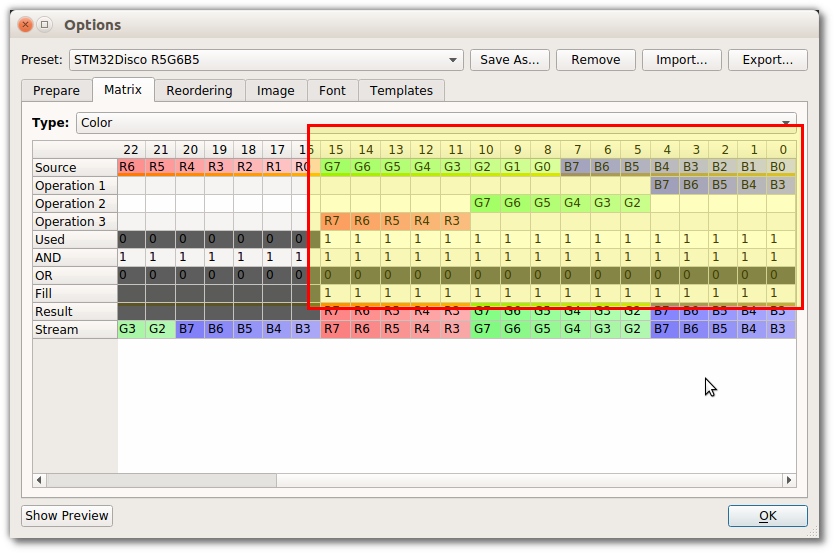 Options
Preset: STM32Disco R5G6B5 Save As... Remove Import... Export...
Prepare Matrix Reordering Image Font Templates
Type: Color
22 21 20 19 18 17 16 15 14 13 12 11 10 9 8 7 6 5 4 3 2 1 0
Source R6 R5 R4 R3 R2 R1 R0 G7 G6 G5 G4 G3 G2 G1 G0 B7 B6 B5 B4 B3 B2 B1 B0
Operation 1 B7 B6 B5 B4 B3
Operation 2 G7 G6 G5 G4 G3 G2
Operation 3 R7 R6 R5 R4 R3
Used 0 0 0 0 0 0 0 1 1 1 1 1 1 1 1 1 1 1 1 1 1 1 1
AND 1 1 1 1 1 1 1 1 1 1 1 1 1 1 1 1 1 1 1 1 1 1 1
OR 0 0 0 0 0 0 0 0 0 0 0 0 0 0 0 0 0 0 0 0 0 0 0
Fill 1 1 1 1 1 1 1 1 1 1 1 1 1 1 1 1
Result R7 R6 R5 R4 R3 G7 G6 G5 G4 G3 G2 B7 B6 B5 B4 B3
Stream G3 G2 B7 B6 B5 B4 B3 R7 R6 R5 R4 R3 G7 G6 G5 G4 G3 G2 B7 B6 B5 B4 B3
Show Preview OK